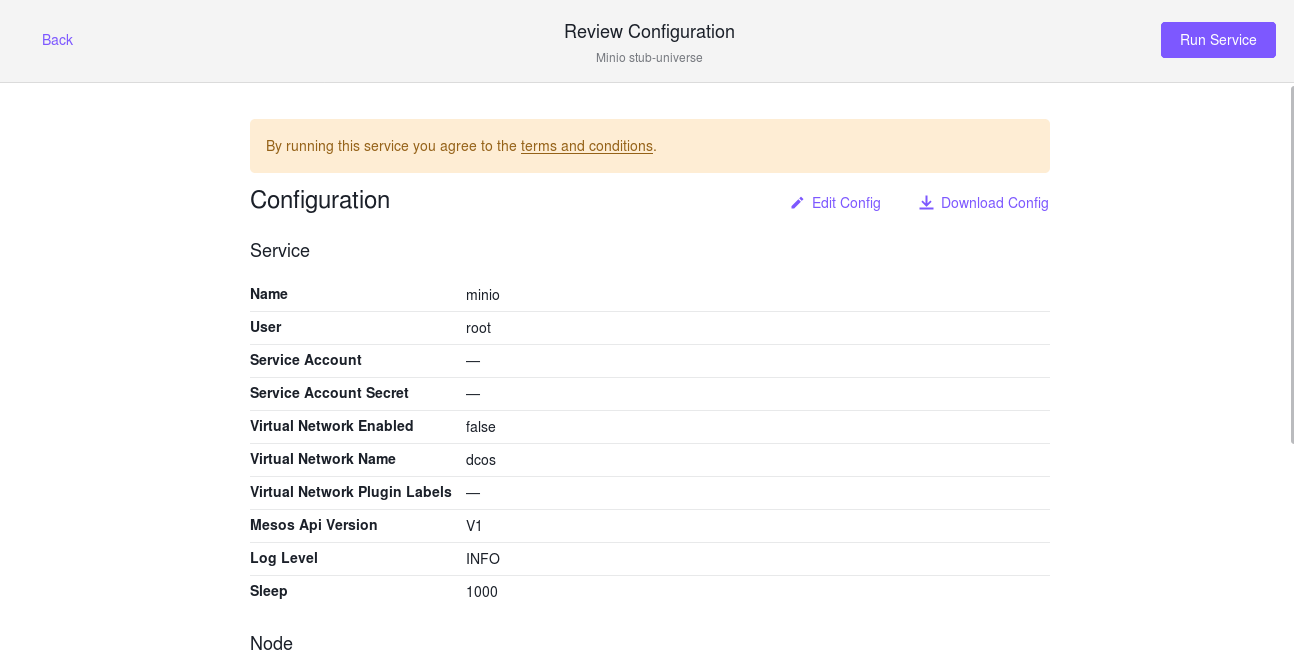 Back
Review Configuration
Minio stub-universe
Run Service
By running this service you agree to the terms and conditions.
Configuration
Edit Config
Download Config
Service
Name minio
User root
Service Account —
Service Account Secret —
Virtual Network Enabled false
Virtual Network Name dcos
Virtual Network Plugin Labels —
Mesos Api Version V1
Log Level INFO
Sleep 1000
Node